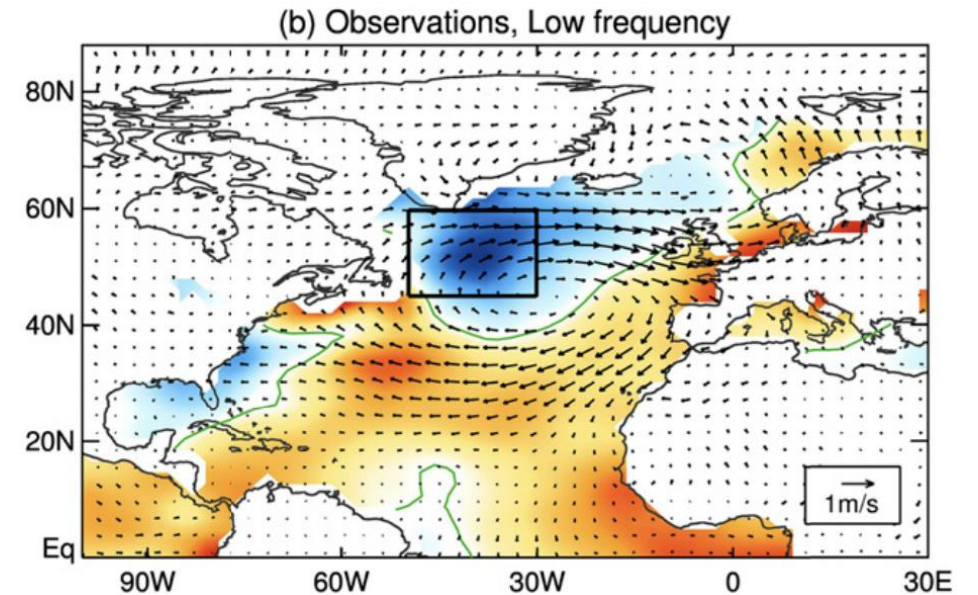 (b) Observations, Low frequency
80N
60N
40N
20N
Eq
1m/s
90W 60W 30W 0 30E